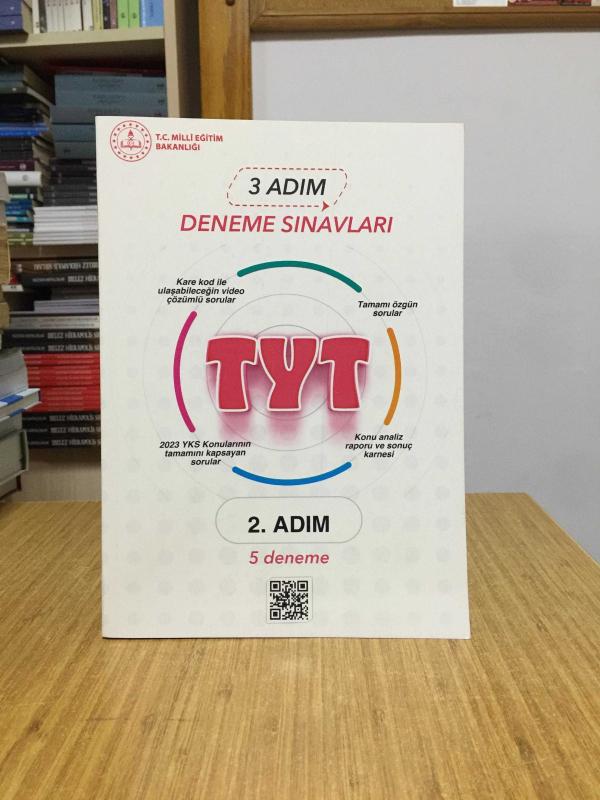 T.C. MİLLÎ EĞİTİM
BAKANLIĞI
3 ADIM
DENEME SINAVLARI
Kare kod ile
ulaşabileceğin video
çözümlü sorular
Tamamı özgün
sorular
TYT
2023 YKS Konularının
tamamını kapsayan
sorular
Konu analiz
raporu ve sonuç
karnesi
2. ADIM
5 deneme